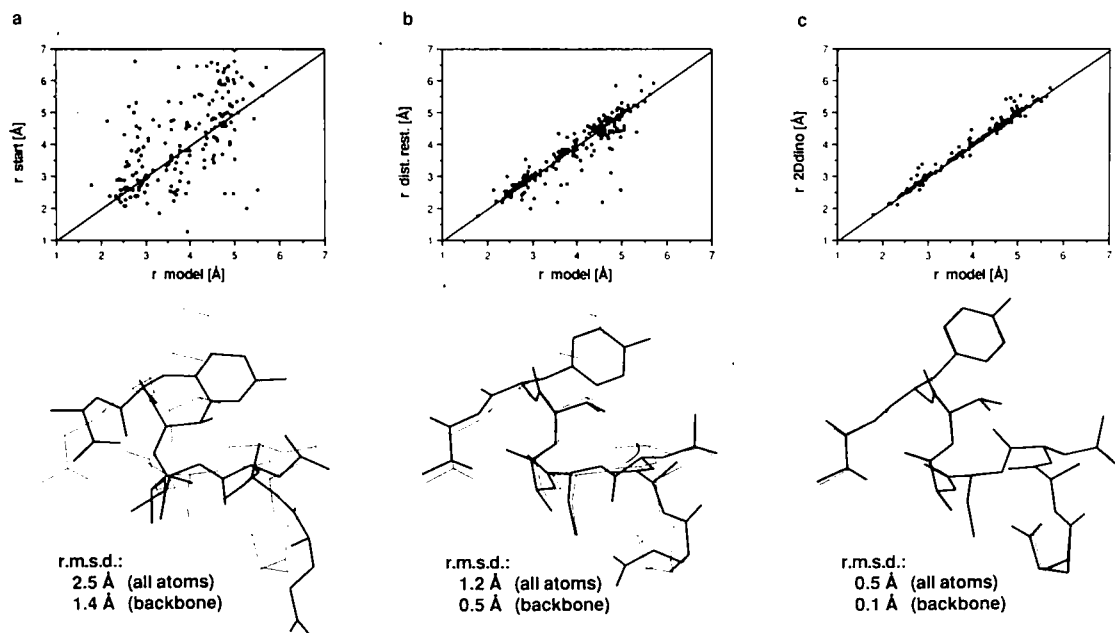 a
b
c
7
6
5
4
3
2
1
r start [Å]
1 2 3 4 5 6 7
r model [Å]
7
6
5
4
3
2
1
r dist. rest. [Å]
1 2 3 4 5 6 7
r model [Å]
7
6
5
4
3
2
1
r 2Ddino [Å]
1 2 3 4 5 6 7
r model [Å]
r.m.s.d.:
2.5 Å (all atoms)
1.4 Å (backbone)
r.m.s.d.:
1.2 Å (all atoms)
0.5 Å (backbone)
r.m.s.d.:
0.5 Å (all atoms)
0.1 Å (backbone)